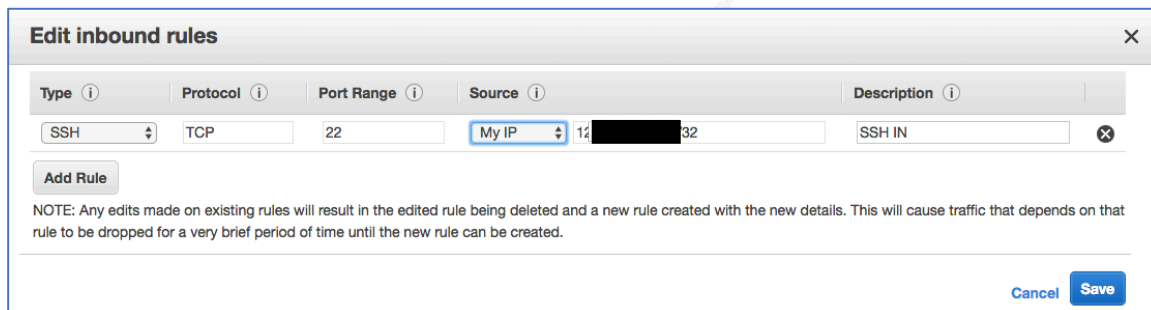 Edit inbound rules
Type Protocol Port Range Source Description
SSH TCP 22 My IP 12 /32 SSH IN
Add Rule
NOTE: Any edits made on existing rules will result in the edited rule being deleted and a new rule created with the new details. This will cause traffic that depends on that
rule to be dropped for a very brief period of time until the new rule can be created.
Cancel Save